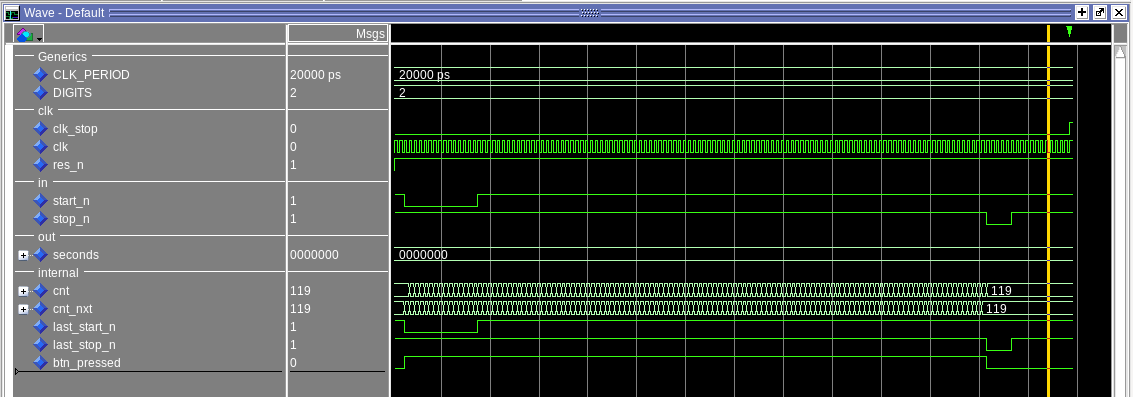 Wave - Default
Msgs
Generics
CLK_PERIOD 20000 ps 20000 ps
DIGITS 2 2
clk
clk_stop 0
clk 0
res_n 1
in
start_n 1
stop_n 1
out
seconds 0000000 0000000
internal
cnt 119 119
cnt_nxt 119 119
last_start_n 1
last_stop_n 1
btn_pressed 0